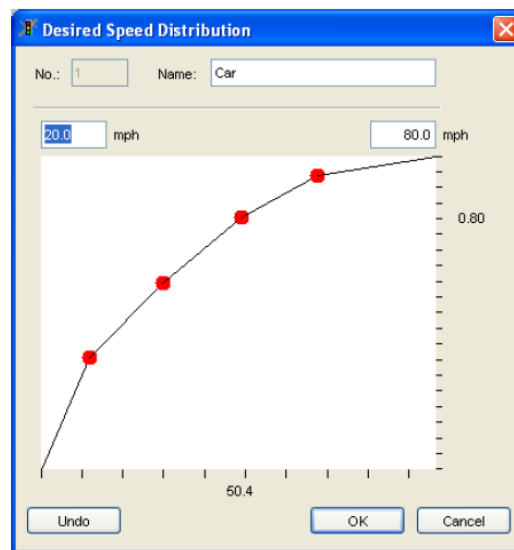 Desired Speed Distribution
No.: 1 Name: Car
20.0 mph 80.0 mph
0.80
50.4
Undo OK Cancel